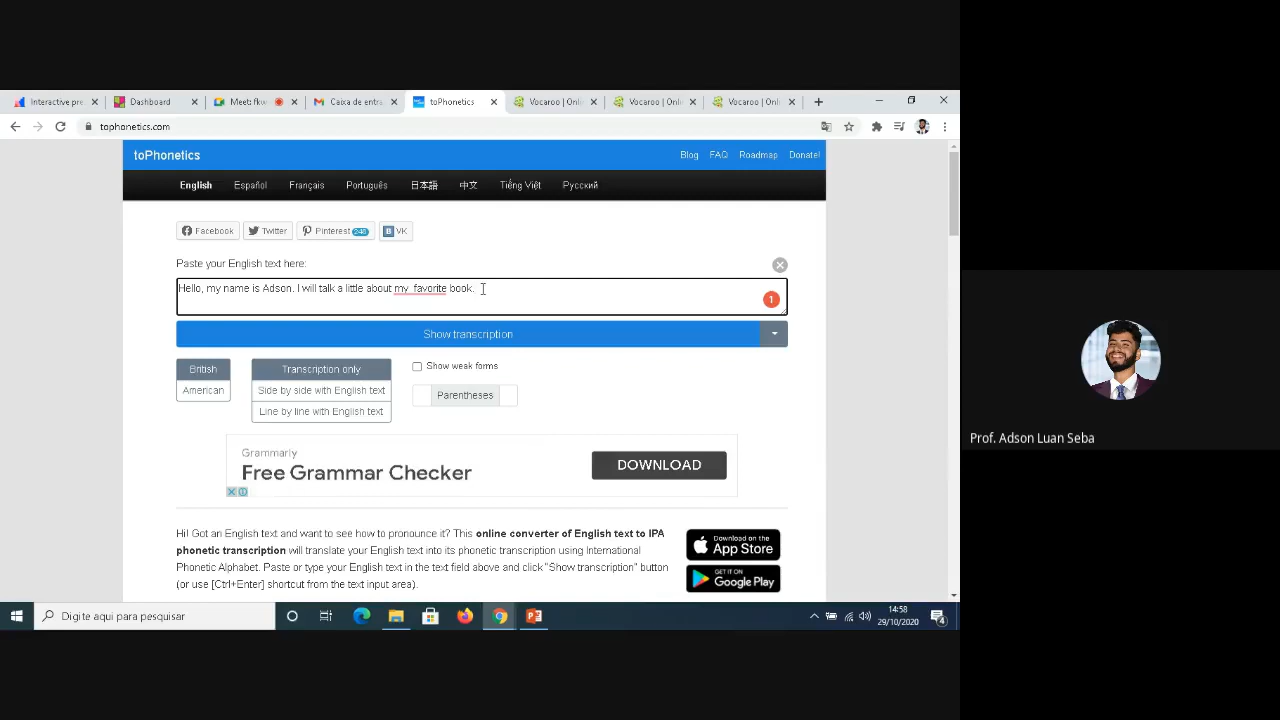 Interactive pre
Dashboard
Meet: fkw
Caixa de entra
toPhonetics
Vocaroo | Onli
Vocaroo | Onli
Vocaroo | Onli
tophonetics.com
toPhonetics
Blog FAQ Roadmap Donate!
English Español Français Português 日本語 中文 Tiếng Việt Русский
Facebook Twitter Pinterest 248 VK
Paste your English text here:
Hello, my name is Adson. I will talk a little about my  favorite book.
1
Show transcription
British
American
Transcription only
Side by side with English text
Line by line with English text
Show weak forms
Parentheses
Grammarly
Free Grammar Checker
DOWNLOAD
Hi! Got an English text and want to see how to pronounce it? This online converter of English text to IPA
phonetic transcription will translate your English text into its phonetic transcription using International
Phonetic Alphabet. Paste or type your English text in the text field above and click "Show transcription" button
(or use [Ctrl+Enter] shortcut from the text input area).
Download on the
App Store
GET IT ON
Google Play
Prof. Adson Luan Seba
Digite aqui para pesquisar
14:58
29/10/2020
4